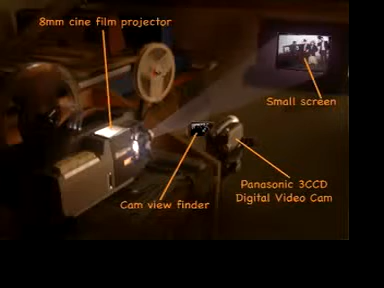 8mm cine film projector
Small screen
Panasonic 3CCD
Digital Video Cam
Cam view finder